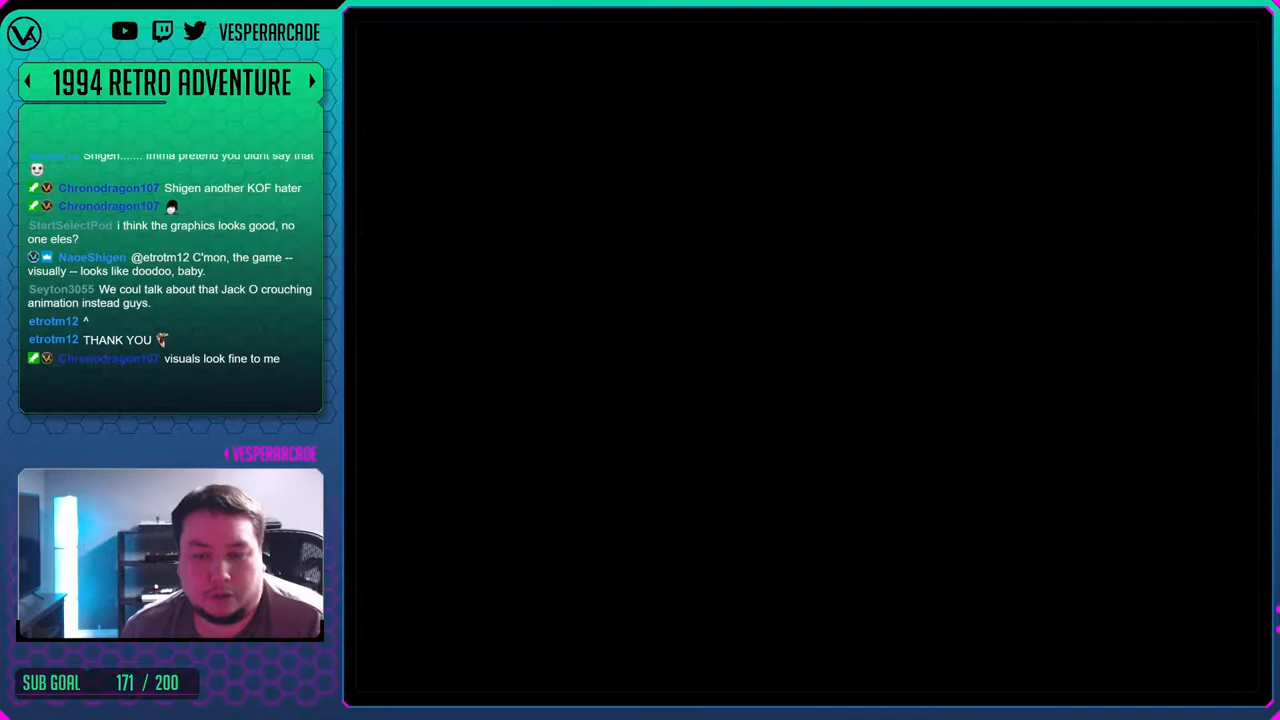 VA
VESPERARCADE
1994 RETRO ADVENTURE
Shigen....... Imma pretend you didnt say that
Chronodragon107 Shigen another KOF hater
Chronodragon107
StartSelectPod i think the graphics looks good, no
one eles?
NaoeShigen @etrotm12 C'mon, the game --
visually -- looks like doodoo, baby.
Seyton3055 We coul talk about that Jack O crouching
animation instead guys.
etrotm12 ^
etrotm12 THANK YOU
Chronodragon107 visuals look fine to me
VESPERARCADE
SUB GOAL 171 / 200